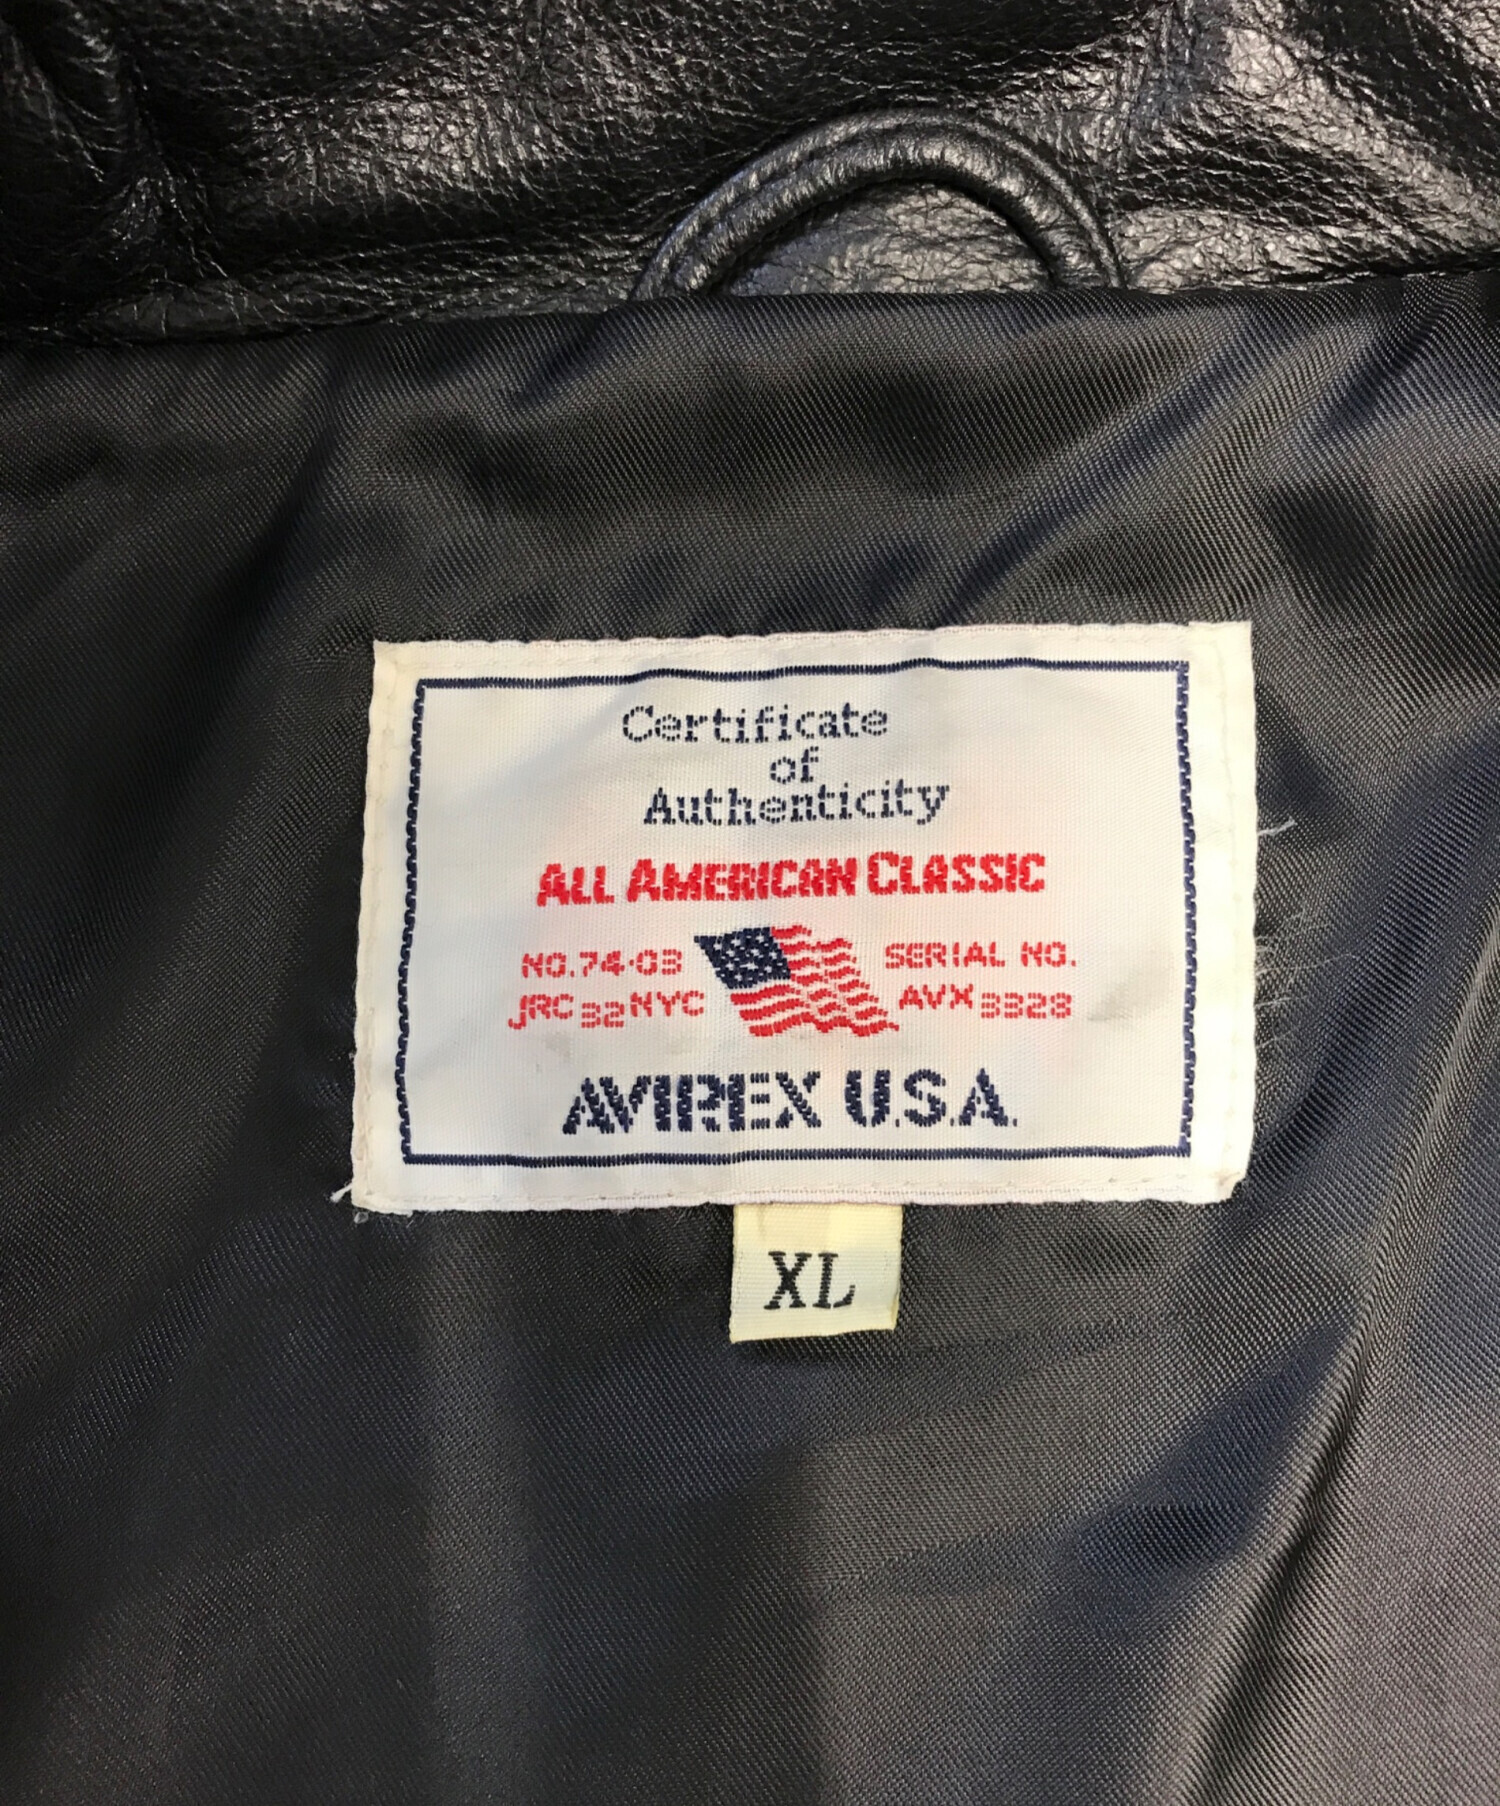 Certificate
of
Authenticity
ALL AMERICAN CLASSIC
NO.74-03 SERIAL NO.
JRC 32 NYC AVX 3328
AVIREX U.S.A.
XL